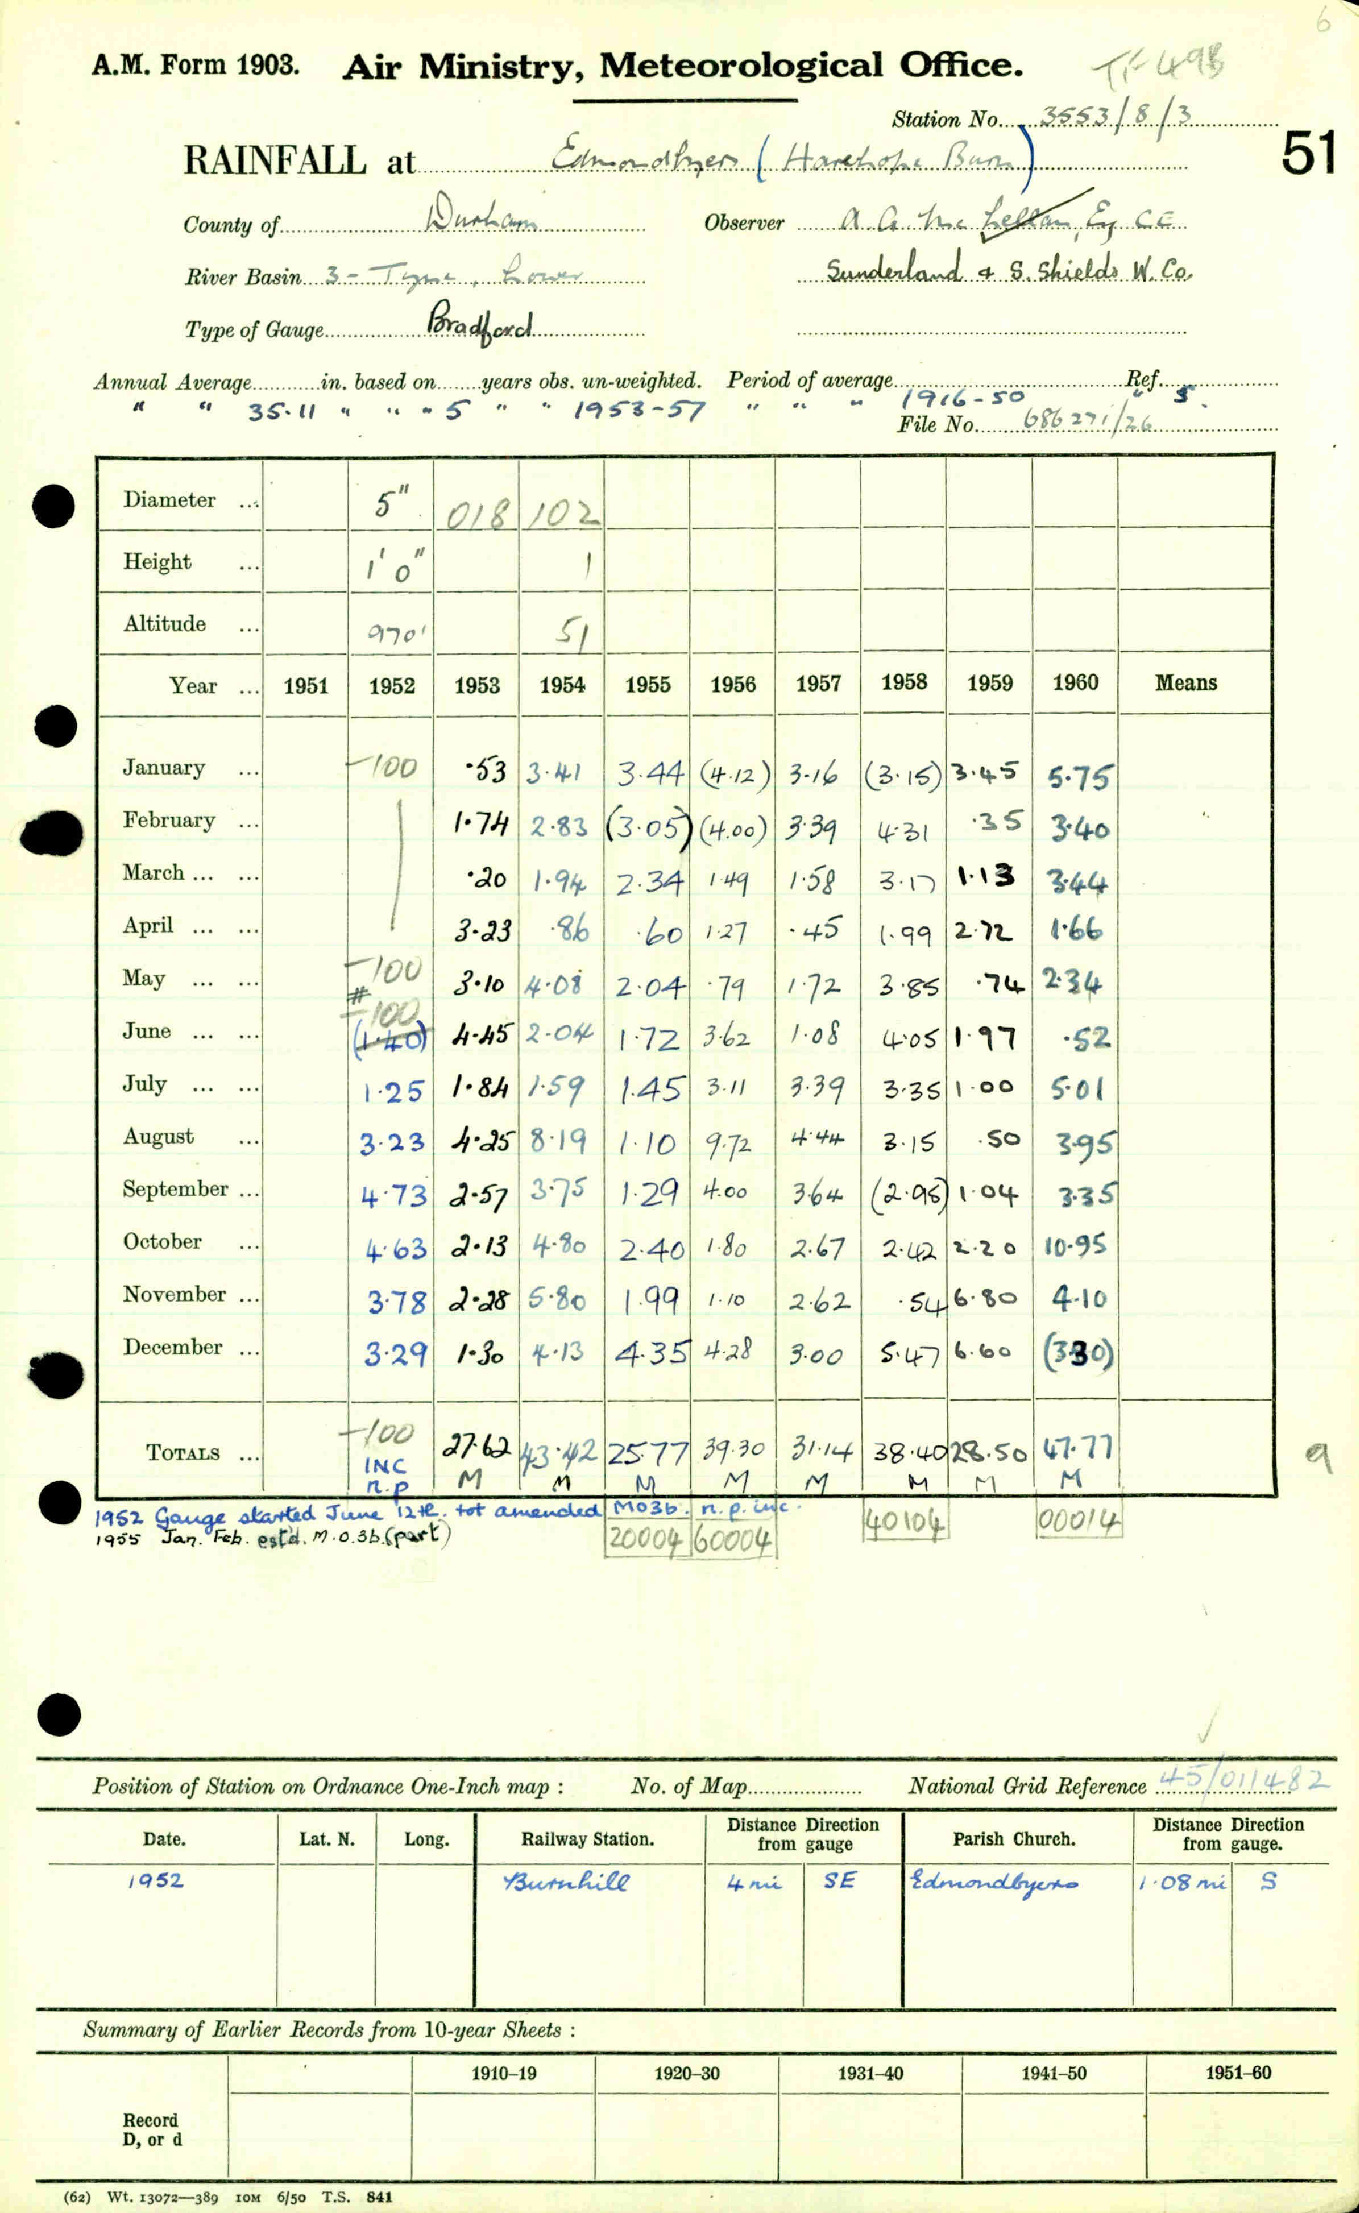 6
A.M. Form 1903. Air Ministry, Meteorological Office. TF 498
Station No. 3553/8/3
51
RAINFALL at Edmondbyers (Harehope Burn)
County of Durham Observer A. G. McLellan, Esq CE
River Basin 3 - Tyne, Lower Sunderland & S. Shields W. Co.
Type of Gauge Bradford
Annual Average in. based on years obs. un-weighted. Period of average Ref.
" " 35.11 " " " 5 " " 1953-57 " " " 1916-50 " S.
File No. 686271/26
Diameter ... 5" 018 102
Height ... 1' 0" 1
Altitude ... 970' 51
Year ... 1951 1952 1953 1954 1955 1956 1957 1958 1959 1960 Means
January ... -100 .53 3.41 3.44 (4.12) 3.16 (3.15) 3.45 5.75
February ... 1.74 2.83 (3.05) (4.00) 3.39 4.31 .35 3.40
March ... ... .20 1.94 2.34 1.49 1.58 3.17 1.13 3.44
April ... ... 3.23 .86 .60 1.27 .45 1.99 2.72 1.66
May ... ... -100 3.10 4.08 2.04 .79 1.72 3.85 .74 2.34
# -100
June ... ... (1.40) 4.45 2.04 1.72 3.62 1.08 4.05 1.97 .52
July ... ... 1.25 1.84 1.59 1.45 3.11 3.39 3.35 1.00 5.01
August ... 3.23 4.25 8.19 1.10 9.72 4.44 3.15 .50 3.95
September ... 4.73 2.57 3.75 1.29 4.00 3.64 (2.95) 1.04 3.35
October ... 4.63 2.13 4.80 2.40 1.80 2.67 2.42 2.20 10.95
November ... 3.78 2.28 5.80 1.99 1.10 2.62 .54 6.80 4.10
December ... 3.29 1.30 4.13 4.35 4.28 3.00 5.47 6.60 (3.30)
TOTALS ... -100 27.62 43.42 25.77 39.30 31.14 38.40 28.50 47.77 9
INC
n.p M M M M M M M M
1952 Gauge started June 12th. tot amended M03b. n.p. inc. 40104 00014
1955 Jan. Feb. est'd. M.O.3b.(part) 20004 60004
Position of Station on Ordnance One-Inch map : No. of Map National Grid Reference 45/011482
Date. Lat. N. Long. Railway Station. Distance from Direction gauge Parish Church. Distance from Direction gauge.
1952 Burnhill 4 mi SE Edmondbyers 1.08 mi S
Summary of Earlier Records from 10-year Sheets :
1910–19 1920–30 1931–40 1941–50 1951–60
Record
D, or d
(62) Wt. 13072—389 10M 6/50 T.S. 841